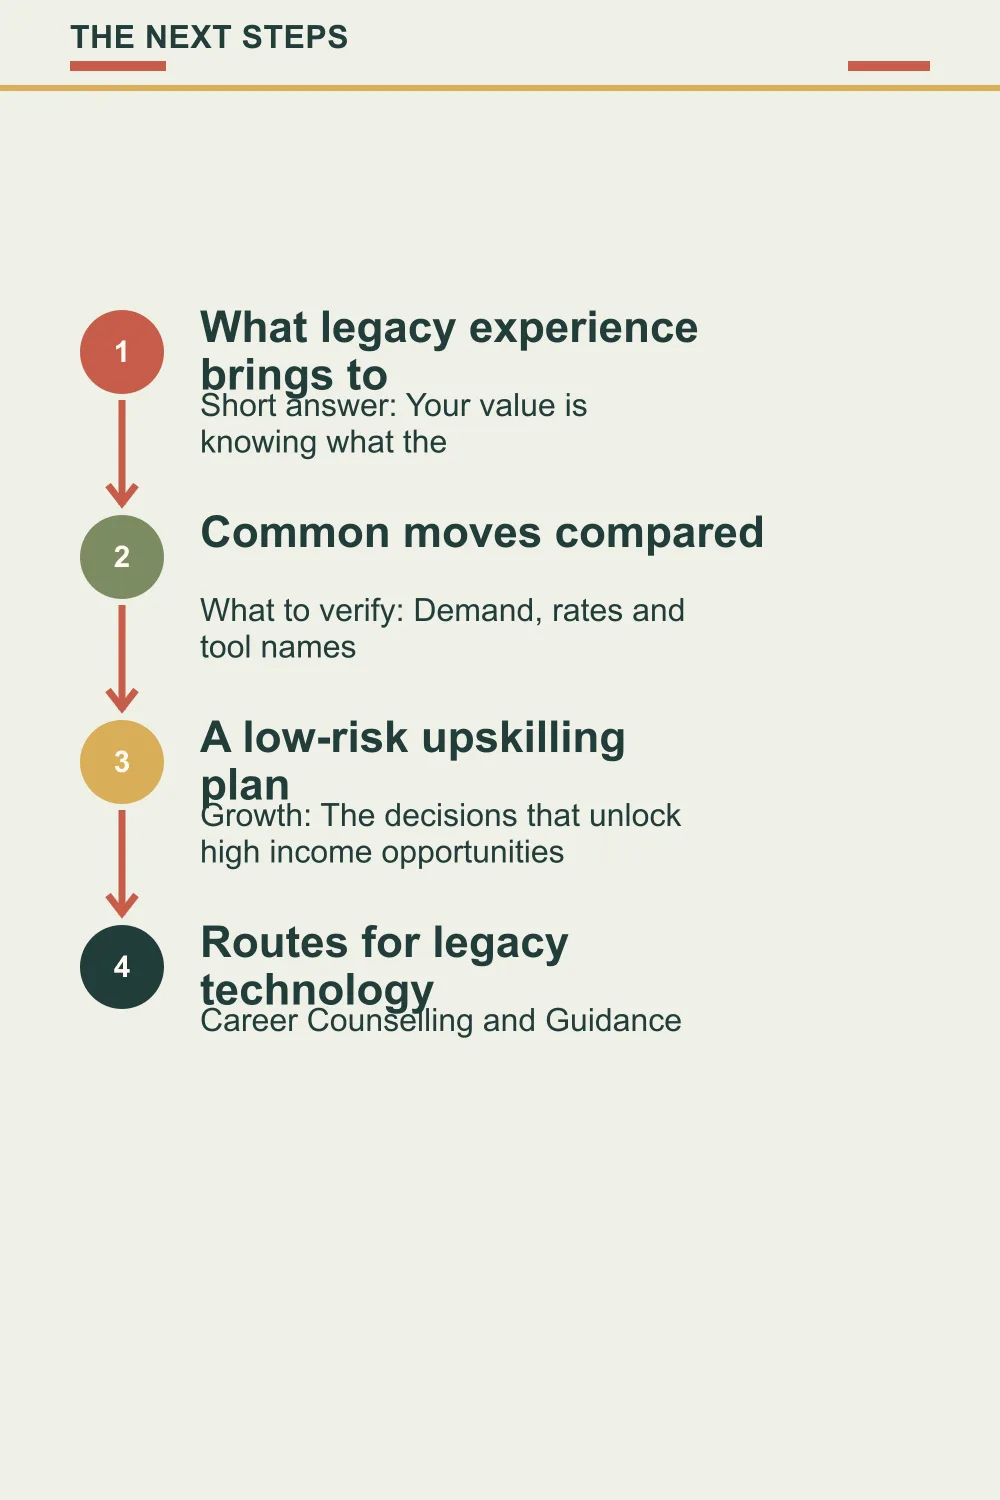 THE NEXT STEPS
1
What legacy experience
brings to
Short answer: Your value is
knowing what the
2
Common moves compared
What to verify: Demand, rates and
tool names
3
A low-risk upskilling
plan
Growth: The decisions that unlock
high income opportunities
4
Routes for legacy
technology
Career Counselling and Guidance